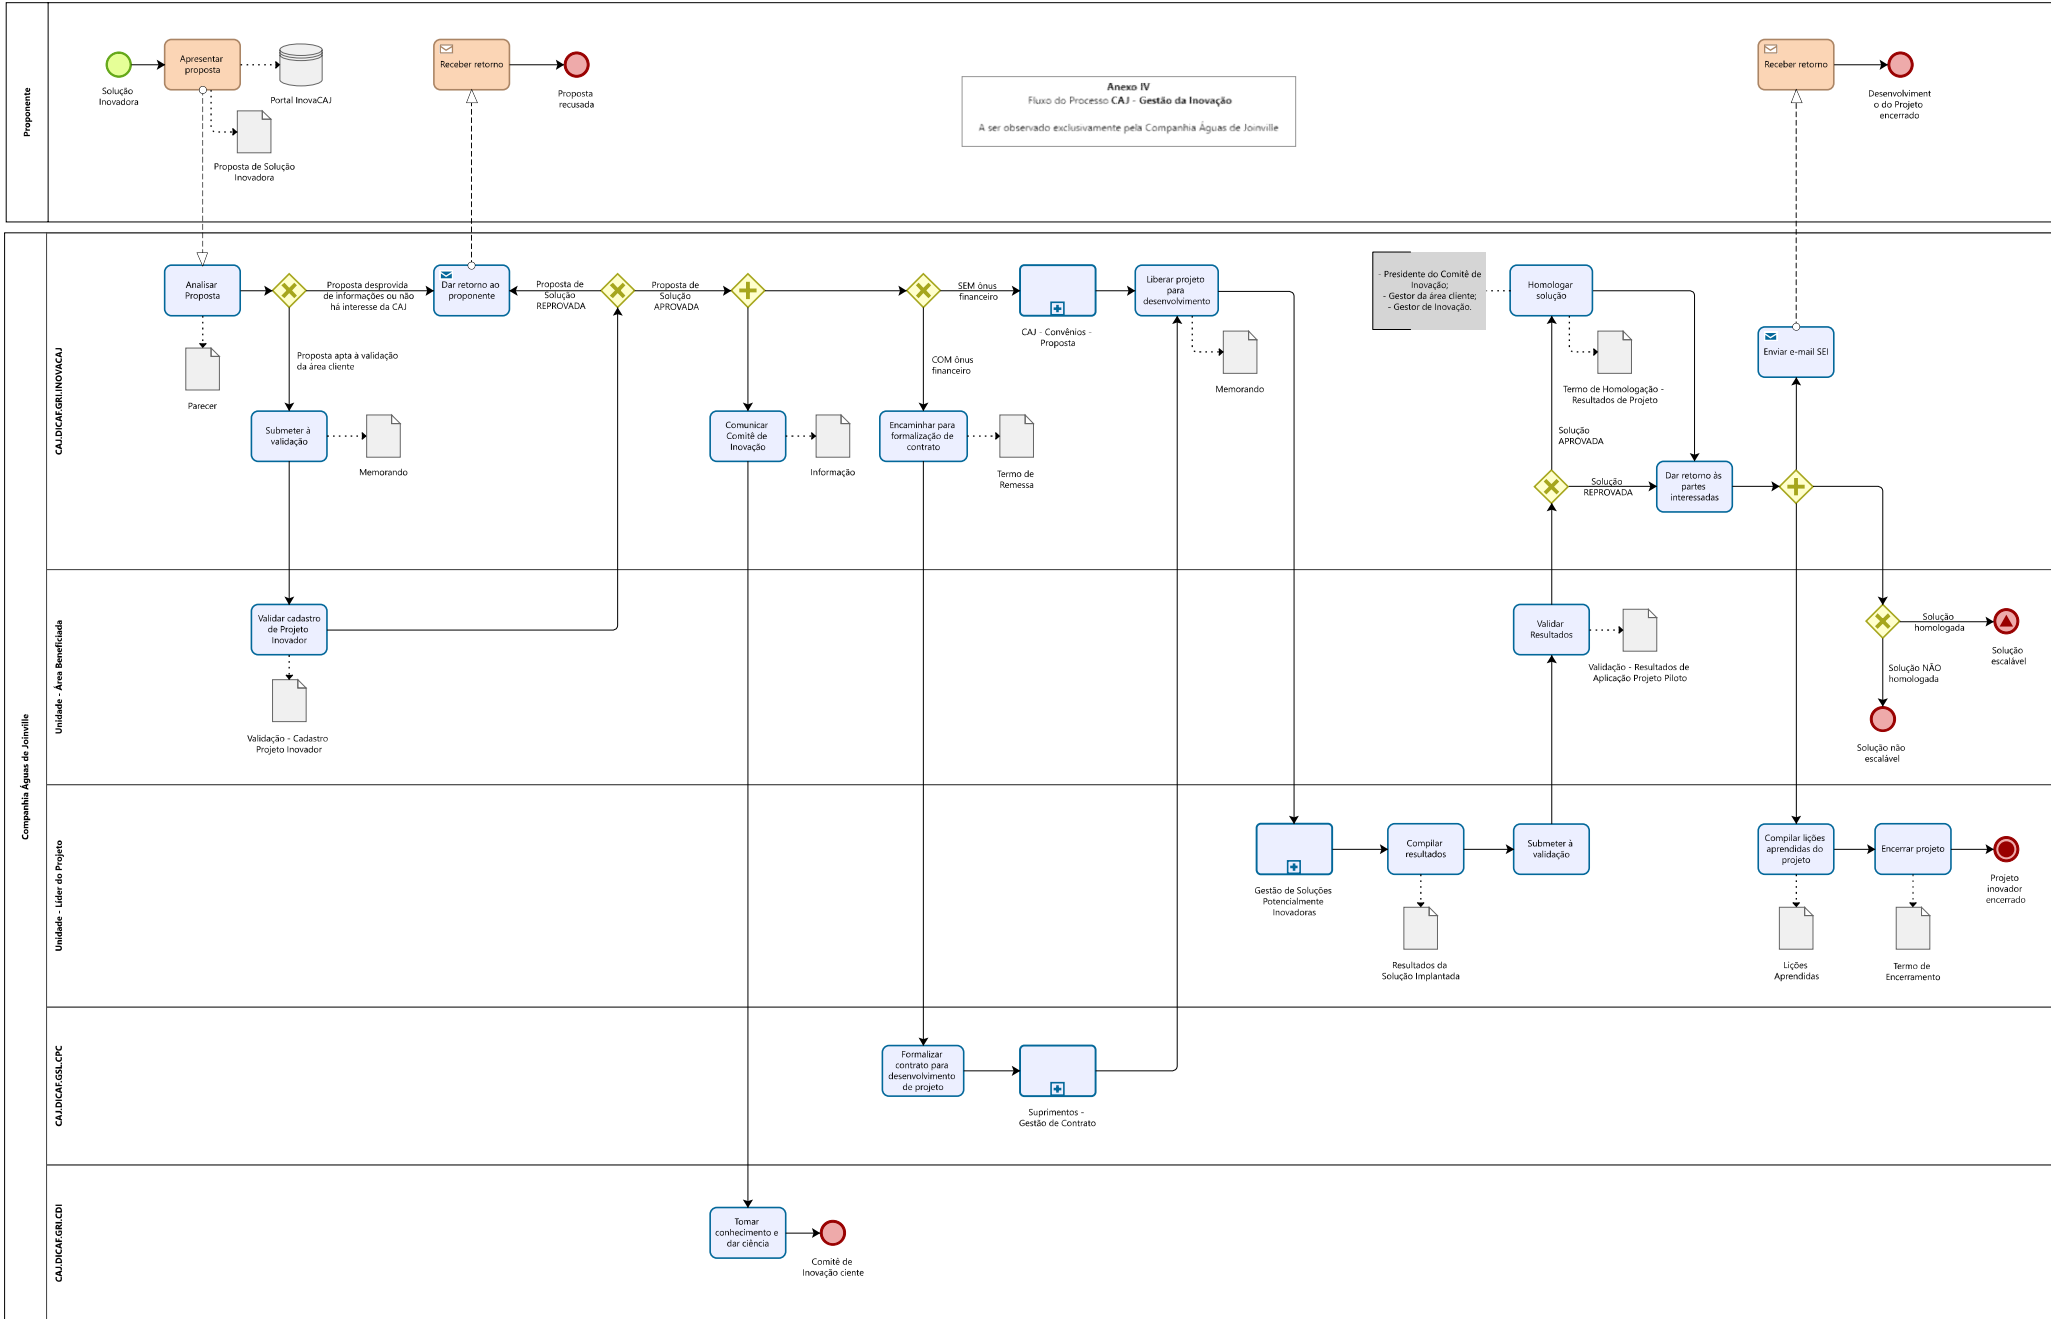 Proponente
Solução
Inovadora
Apresentar
proposta
Portal InovaCAJ
Proposta de Solução
Inovadora
Receber retorno
Proposta
recusada
Anexo IV
Fluxo do Processo CAJ - Gestão da Inovação
A ser observado exclusivamente pela Companhia Águas de Joinville
Receber retorno
Desenvolviment
o do Projeto
encerrado
Companhia Águas de Joinville
CAJ.DICAF.GRI.INOVACAJ
Analisar
Proposta
Parecer
Proposta desprovida
de informações ou não
há interesse da CAJ
Proposta apta à validação
da área cliente
Submeter à
validação
Memorando
Dar retorno ao
proponente
Proposta de
Solução
REPROVADA
Proposta de
Solução
APROVADA
Comunicar
Comitê de
Inovação
Informação
SEM ônus
financeiro
COM ônus
financeiro
Encaminhar para
formalização de
contrato
Termo de
Remessa
CAJ - Convênios -
Proposta
Liberar projeto
para
desenvolvimento
Memorando
- Presidente do Comitê de
Inovação;
- Gestor da área cliente;
- Gestor de Inovação.
Homologar
solução
Termo de Homologação -
Resultados de Projeto
Solução
APROVADA
Solução
REPROVADA
Dar retorno às
partes
interessadas
Enviar e-mail SEI
Unidade - Área Beneficiada
Validar cadastro
de Projeto
Inovador
Validação - Cadastro
Projeto Inovador
Validar
Resultados
Validação - Resultados de
Aplicação Projeto Piloto
Solução
homologada
Solução
escalável
Solução NÃO
homologada
Solução não
escalável
Unidade - Líder do Projeto
Gestão de Soluções
Potencialmente
Inovadoras
Compilar
resultados
Resultados da
Solução Implantada
Submeter à
validação
Compilar lições
aprendidas do
projeto
Lições
Aprendidas
Encerrar projeto
Termo de
Encerramento
Projeto
inovador
encerrado
CAJ.DICAF.GSL.CPC
Formalizar
contrato para
desenvolvimento
de projeto
Suprimentos -
Gestão de Contrato
CAJ.DICAF.GRI.CDI
Tomar
conhecimento e
dar ciência
Comitê de
Inovação ciente